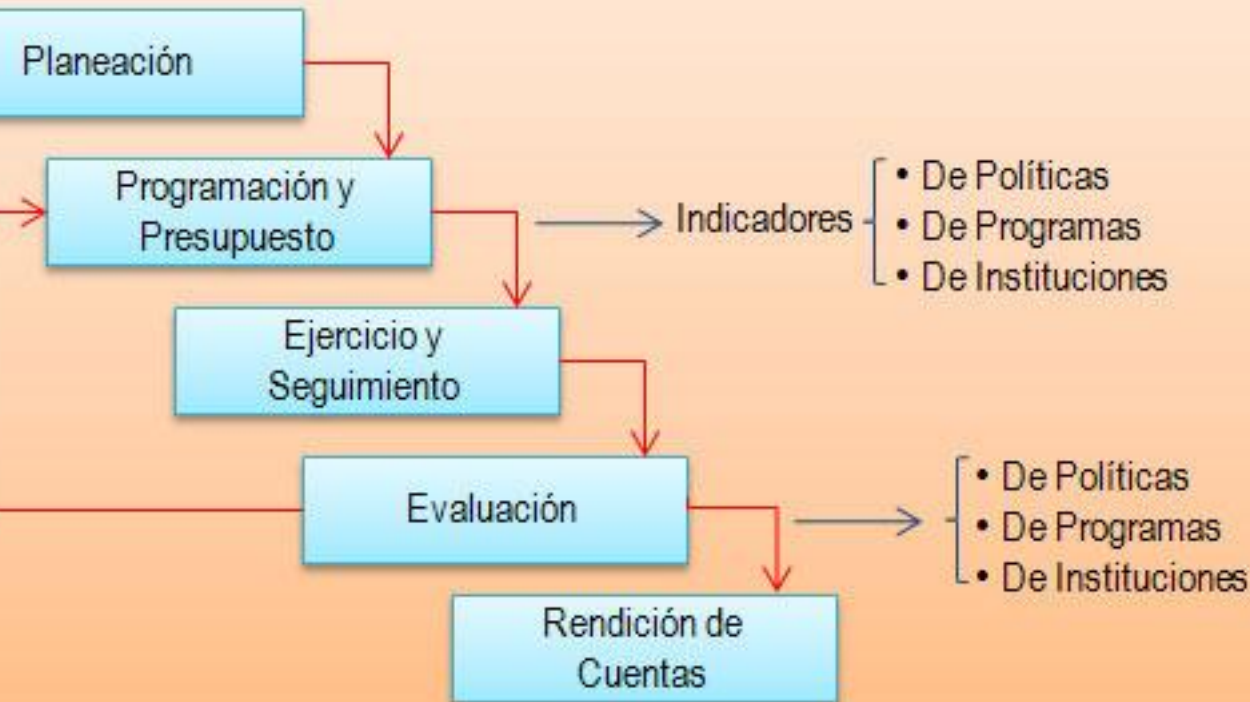 Planeación
Programación y
Presupuesto
Indicadores
• De Políticas
• De Programas
• De Instituciones
Ejercicio y
Seguimiento
Evaluación
• De Políticas
• De Programas
• De Instituciones
Rendición de
Cuentas